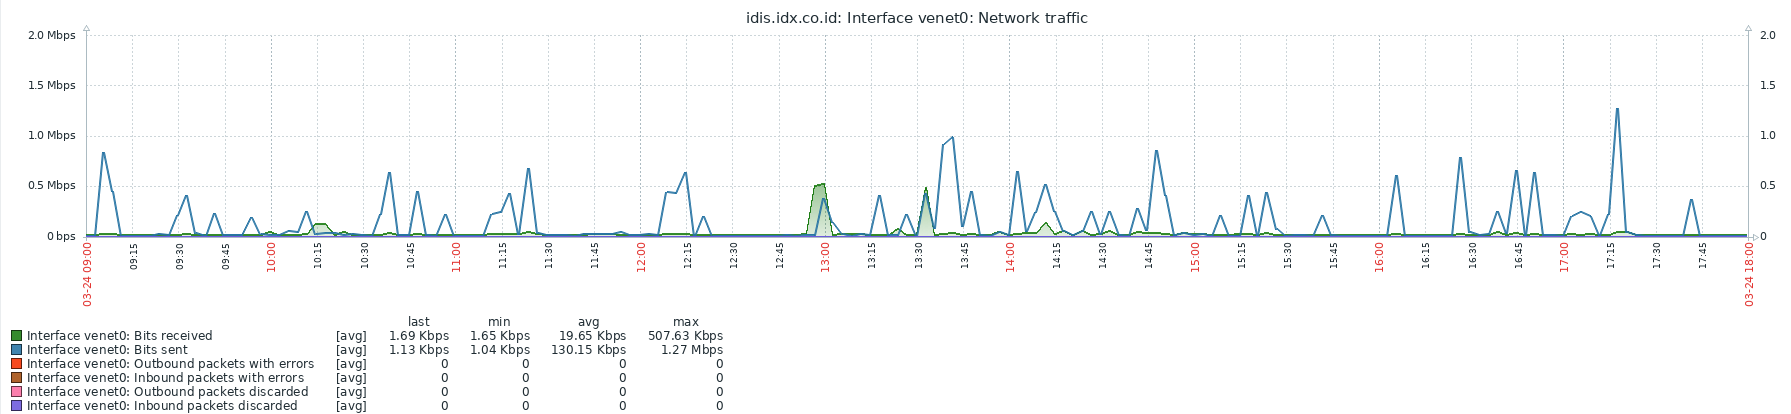 idis.idx.co.id: Interface venet0: Network traffic
2.0 Mbps 2.0
1.5 Mbps 1.5
1.0 Mbps 1.0
0.5 Mbps 0.5
0 bps 0
03-24 09:00 09:15 09:30 09:45 10:00 10:15 10:30 10:45 11:00 11:15 11:30 11:45 12:00 12:15 12:30 12:45 13:00 13:15 13:30 13:45 14:00 14:15 14:30 14:45 15:00 15:15 15:30 15:45 16:00 16:15 16:30 16:45 17:00 17:15 17:30 17:45 03-24 18:00
last min avg max
Interface venet0: Bits received [avg] 1.69 Kbps 1.65 Kbps 19.65 Kbps 507.63 Kbps
Interface venet0: Bits sent [avg] 1.13 Kbps 1.04 Kbps 130.15 Kbps 1.27 Mbps
Interface venet0: Outbound packets with errors [avg] 0 0 0 0
Interface venet0: Inbound packets with errors [avg] 0 0 0 0
Interface venet0: Outbound packets discarded [avg] 0 0 0 0
Interface venet0: Inbound packets discarded [avg] 0 0 0 0